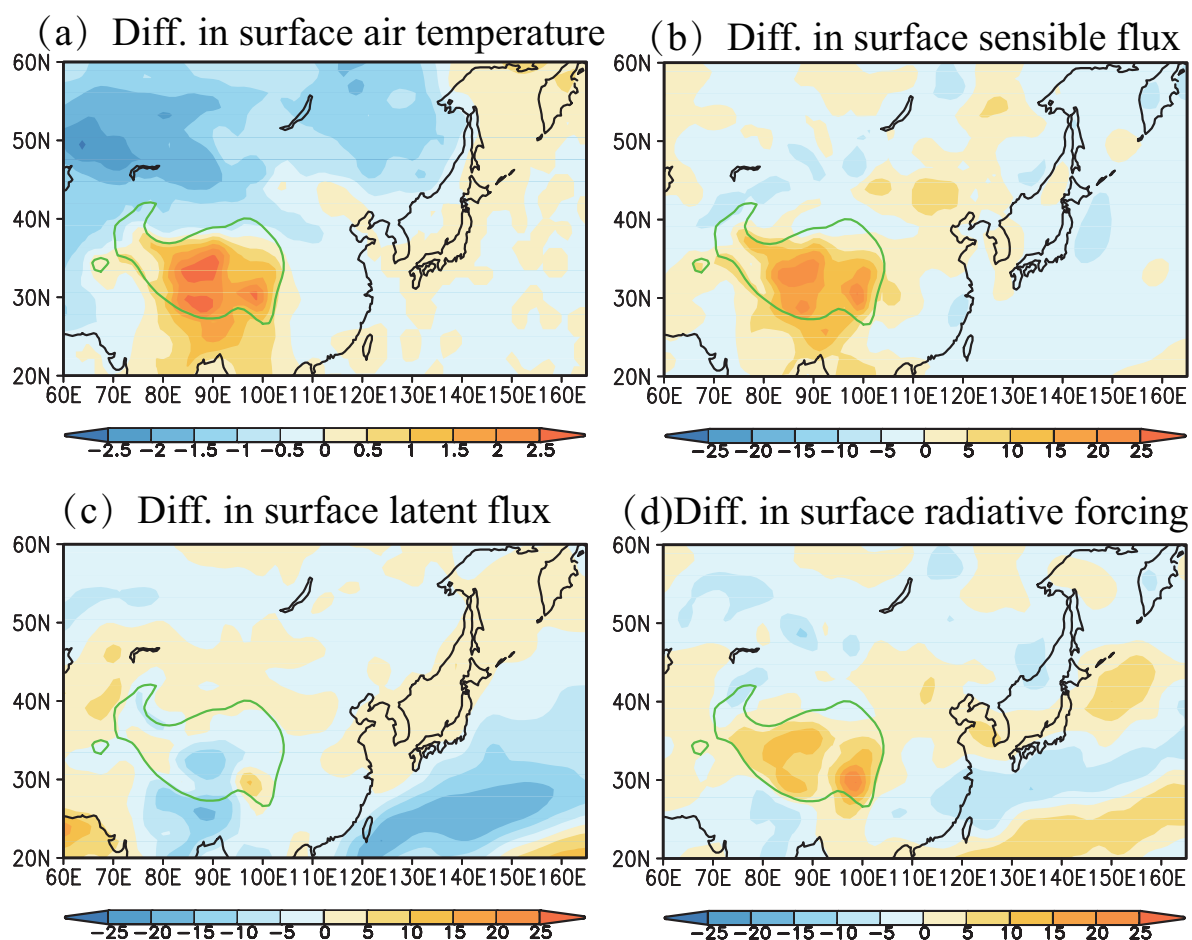 (a) Diff. in surface air temperature
(b) Diff. in surface sensible flux
60N
50N
40N
30N
20N
60E 70E 80E 90E 100E 110E 120E 130E 140E 150E 160E
60N
50N
40N
30N
20N
60E 70E 80E 90E 100E 110E 120E 130E 140E 150E 160E
−2.5 −2 −1.5 −1 −0.5 0 0.5 1 1.5 2 2.5
−25 −20 −15 −10 −5 0 5 10 15 20 25
(c) Diff. in surface latent flux
(d)Diff. in surface radiative forcing
60N
50N
40N
30N
20N
60E 70E 80E 90E 100E 110E 120E 130E 140E 150E 160E
60N
50N
40N
30N
20N
60E 70E 80E 90E 100E 110E 120E 130E 140E 150E 160E
−25 −20 −15 −10 −5 0 5 10 15 20 25
−25 −20 −15 −10 −5 0 5 10 15 20 25